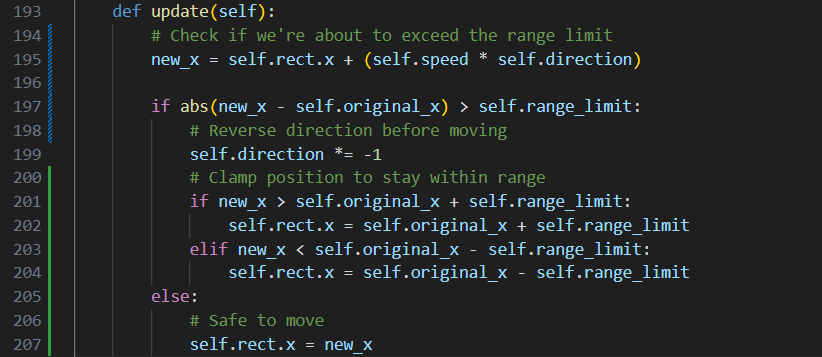 193 def update(self):
194 # Check if we're about to exceed the range limit
195 new_x = self.rect.x + (self.speed * self.direction)
196
197 if abs(new_x - self.original_x) > self.range_limit:
198 # Reverse direction before moving
199 self.direction *= -1
200 # Clamp position to stay within range
201 if new_x > self.original_x + self.range_limit:
202 self.rect.x = self.original_x + self.range_limit
203 elif new_x < self.original_x - self.range_limit:
204 self.rect.x = self.original_x - self.range_limit
205 else:
206 # Safe to move
207 self.rect.x = new_x